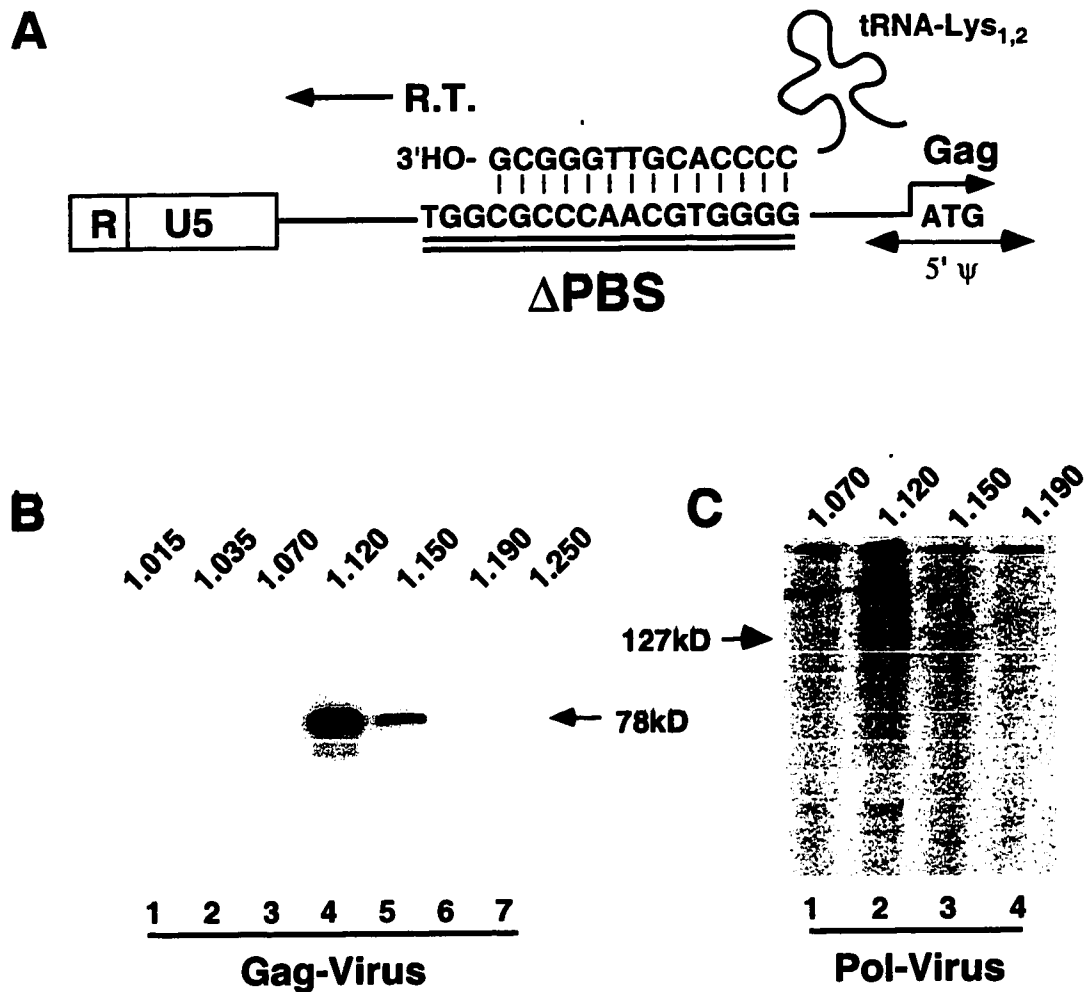 A
tRNA-Lys1,2
R.T.
3'HO- GCGGGTTGCACCCC
Gag
R U5
TGGCGCCCAACGTGGGG
ATG
5' ψ
ΔPBS
B
1.015 1.035 1.070 1.120 1.150 1.190 1.250
78kD
1 2 3 4 5 6 7
Gag-Virus
C
1.070 1.120 1.150 1.190
127kD
1 2 3 4
Pol-Virus